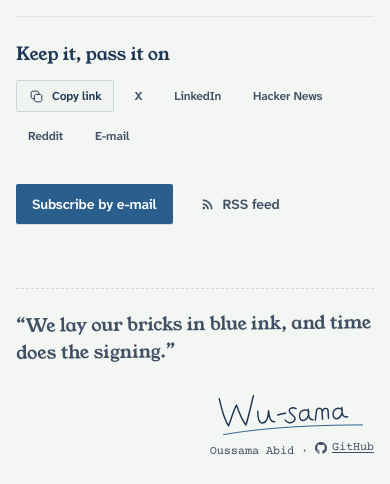 Keep it, pass it on
Copy link X LinkedIn Hacker News
Reddit E-mail
Subscribe by e-mail RSS feed
“We lay our bricks in blue ink, and time
does the signing.”
Wu-sama
Oussama Abid · GitHub